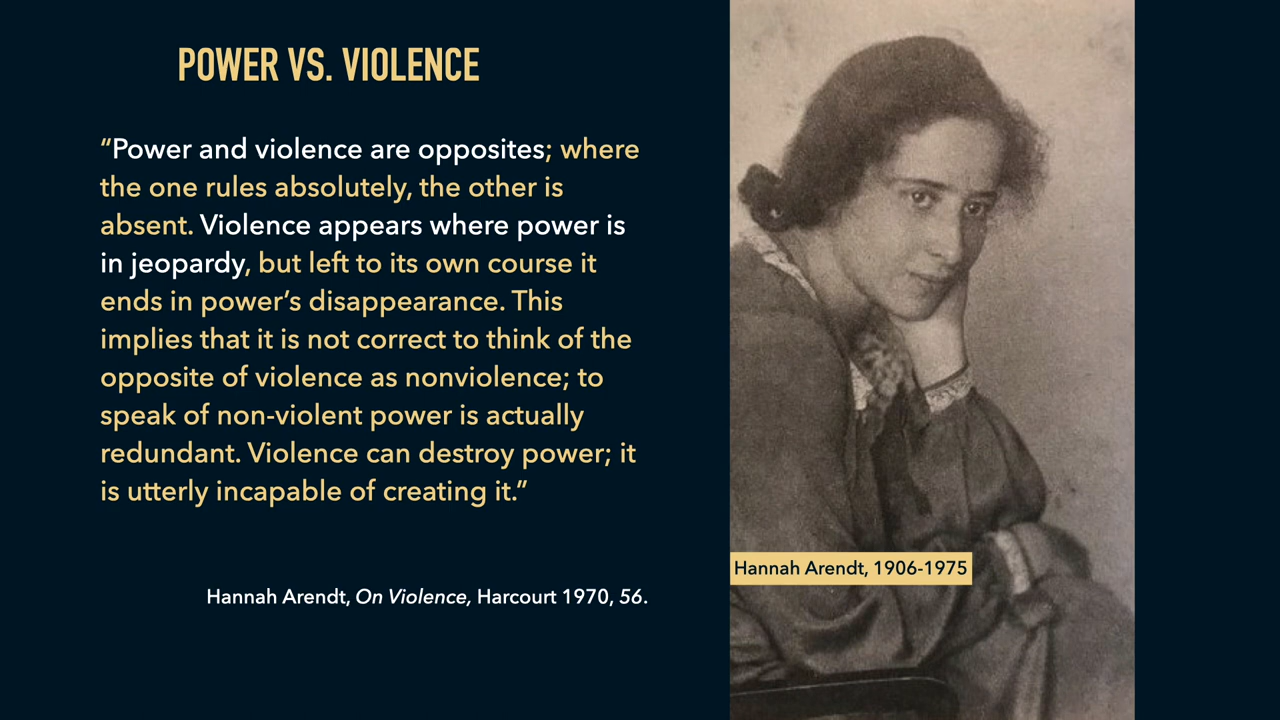 POWER VS. VIOLENCE
“Power and violence are opposites; where
the one rules absolutely, the other is
absent. Violence appears where power is
in jeopardy, but left to its own course it
ends in power’s disappearance. This
implies that it is not correct to think of the
opposite of violence as nonviolence; to
speak of non-violent power is actually
redundant. Violence can destroy power; it
is utterly incapable of creating it.”
Hannah Arendt, On Violence, Harcourt 1970, 56.
Hannah Arendt, 1906-1975